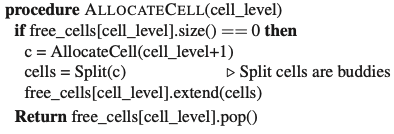 procedure ALLOCATECELL(cell_level)
if free_cells[cell_level].size() == 0 then
c = AllocateCell(cell_level+1)
cells = Split(c) ▷ Split cells are buddies
free_cells[cell_level].extend(cells)
Return free_cells[cell_level].pop()